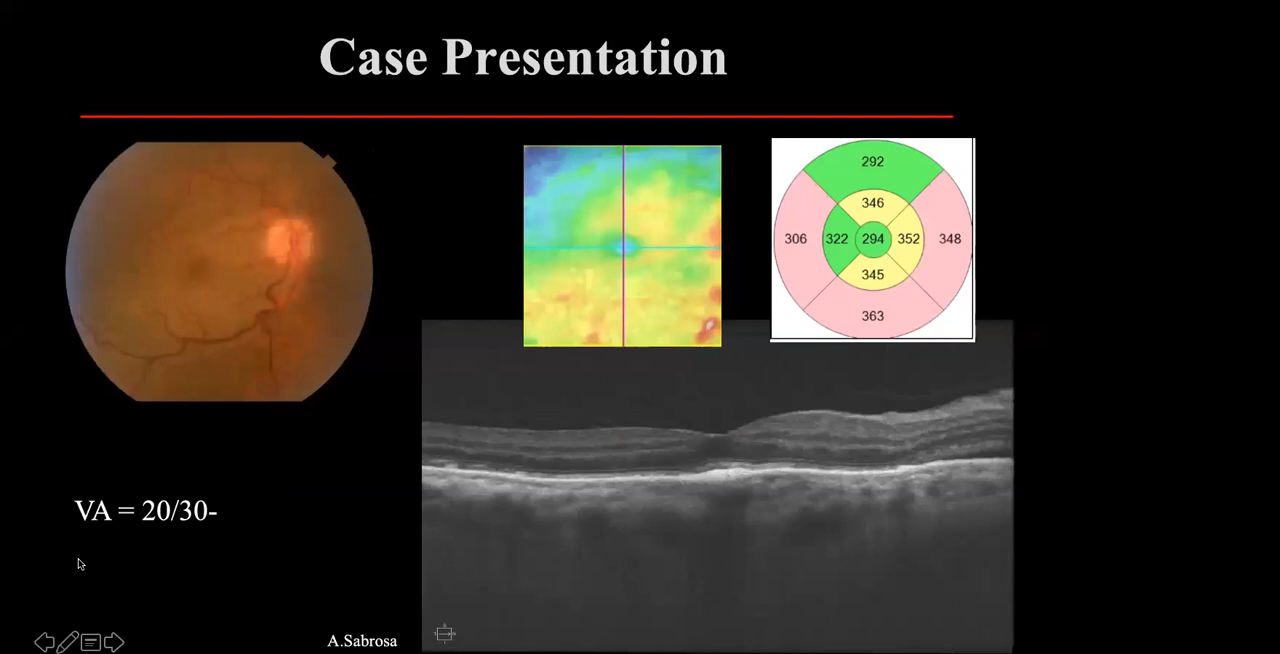 Case Presentation
292
346
306 322 294 352 348
345
363
VA = 20/30-
A.Sabrosa